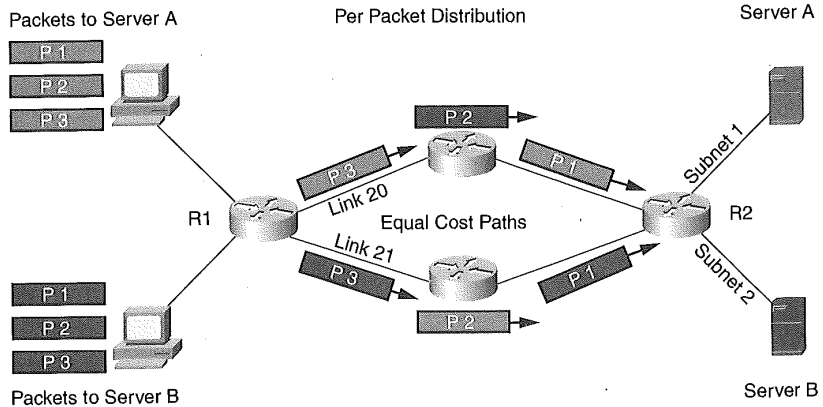 Packets to Server A
Per Packet Distribution
Server A
P 1
P 2
P 3
P 2
P 3
P 1
Link 20
Subnet 1
R1
Equal Cost Paths
R2
Link 21
P 3
P 1
P 2
Subnet 2
P 1
P 2
P 3
Packets to Server B
Server B